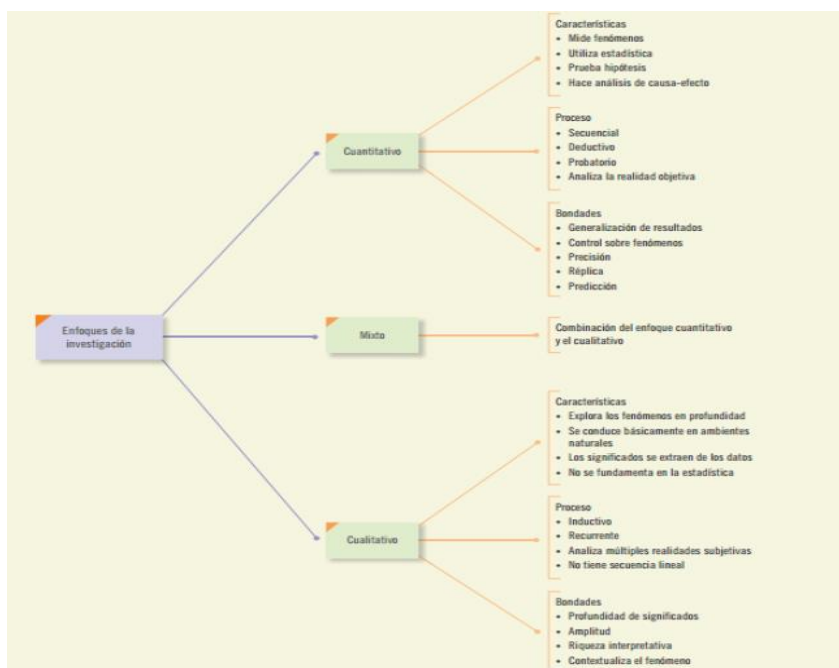 Enfoques de la
investigación
Cuantitativo
Características
• Mide fenómenos
• Utiliza estadística
• Prueba hipótesis
• Hace análisis de causa-efecto
Proceso
• Secuencial
• Deductivo
• Probatorio
• Analiza la realidad objetiva
Bondades
• Generalización de resultados
• Control sobre fenómenos
• Precisión
• Réplica
• Predicción
Mixto
Combinación del enfoque cuantitativo
y el cualitativo
Cualitativo
Características
• Explora los fenómenos en profundidad
• Se conduce básicamente en ambientes
naturales
• Los significados se extraen de los datos
• No se fundamenta en la estadística
Proceso
• Inductivo
• Recurrente
• Analiza múltiples realidades subjetivas
• No tiene secuencia lineal
Bondades
• Profundidad de significados
• Amplitud
• Riqueza interpretativa
• Contextualiza el fenómeno